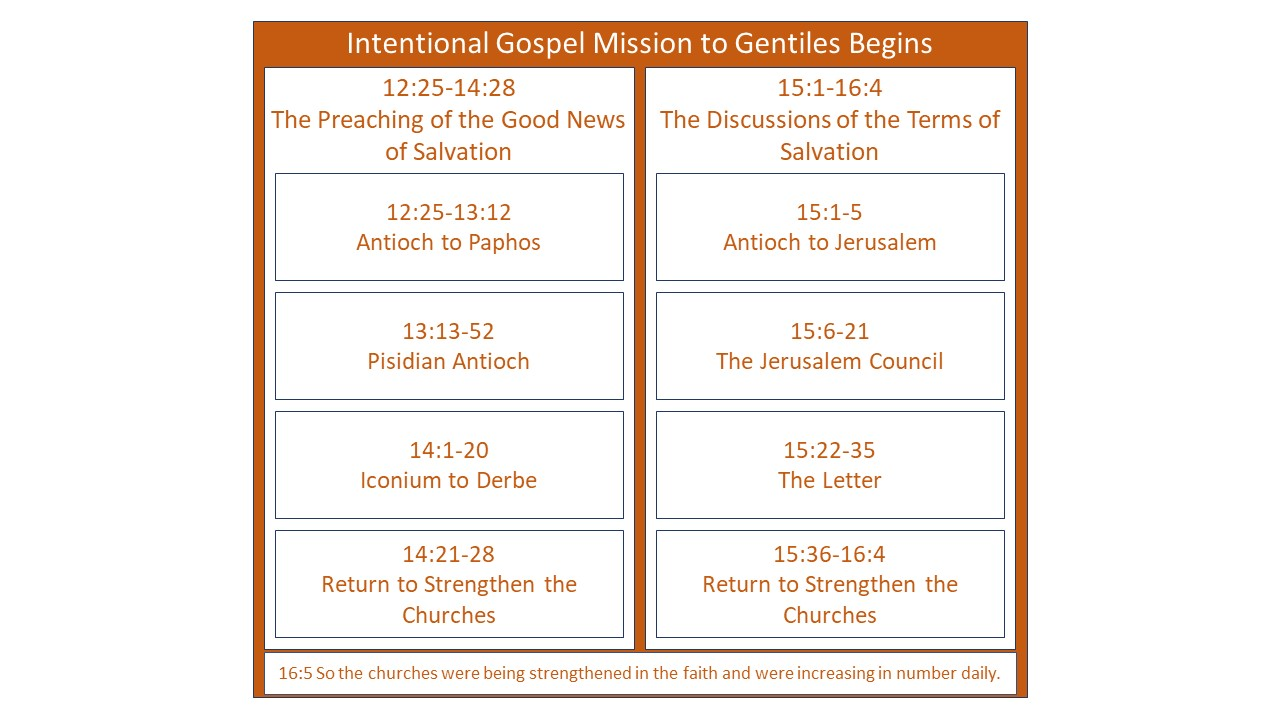 Intentional Gospel Mission to Gentiles Begins
12:25-14:28
The Preaching of the Good News
of Salvation
12:25-13:12
Antioch to Paphos
13:13-52
Pisidian Antioch
14:1-20
Iconium to Derbe
14:21-28
Return to Strengthen the
Churches
15:1-16:4
The Discussions of the Terms of
Salvation
15:1-5
Antioch to Jerusalem
15:6-21
The Jerusalem Council
15:22-35
The Letter
15:36-16:4
Return to Strengthen the
Churches
16:5 So the churches were being strengthened in the faith and were increasing in number daily.